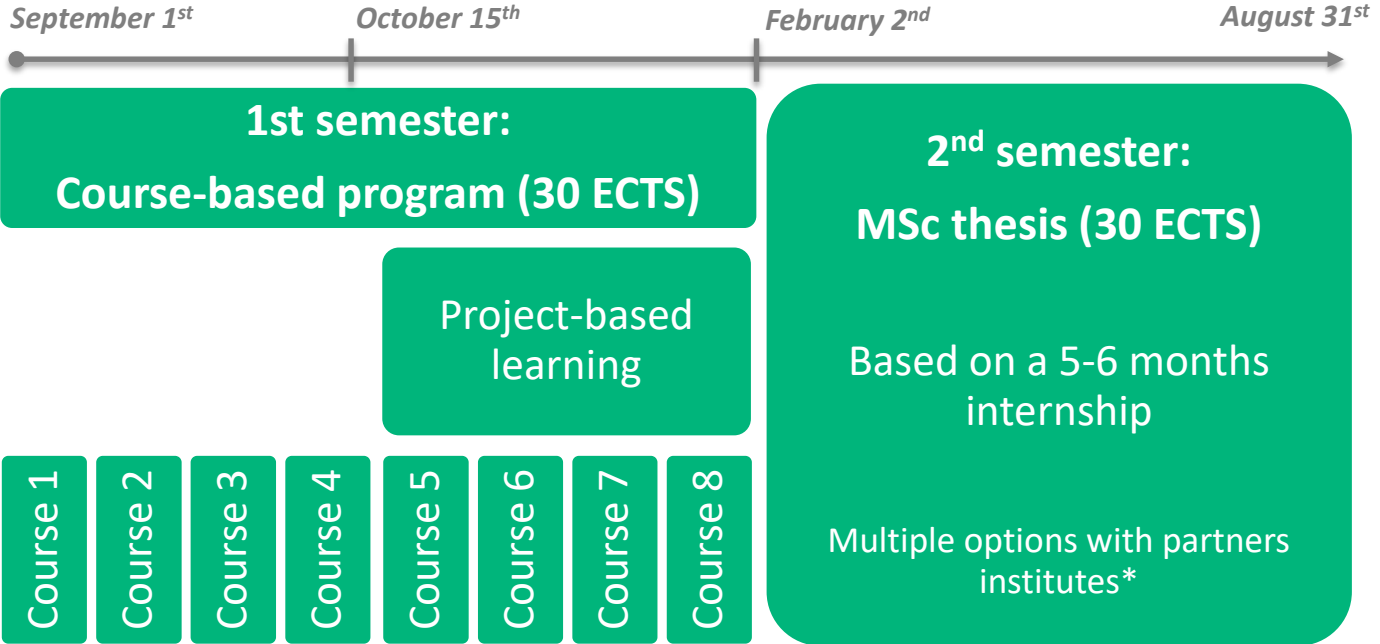 September 1st
October 15th
February 2nd
August 31st
1st semester:
Course-based program (30 ECTS)
Project-based
learning
Course 1
Course 2
Course 3
Course 4
Course 5
Course 6
Course 7
Course 8
2nd semester:
MSc thesis (30 ECTS)
Based on a 5-6 months
internship
Multiple options with partners
institutes*